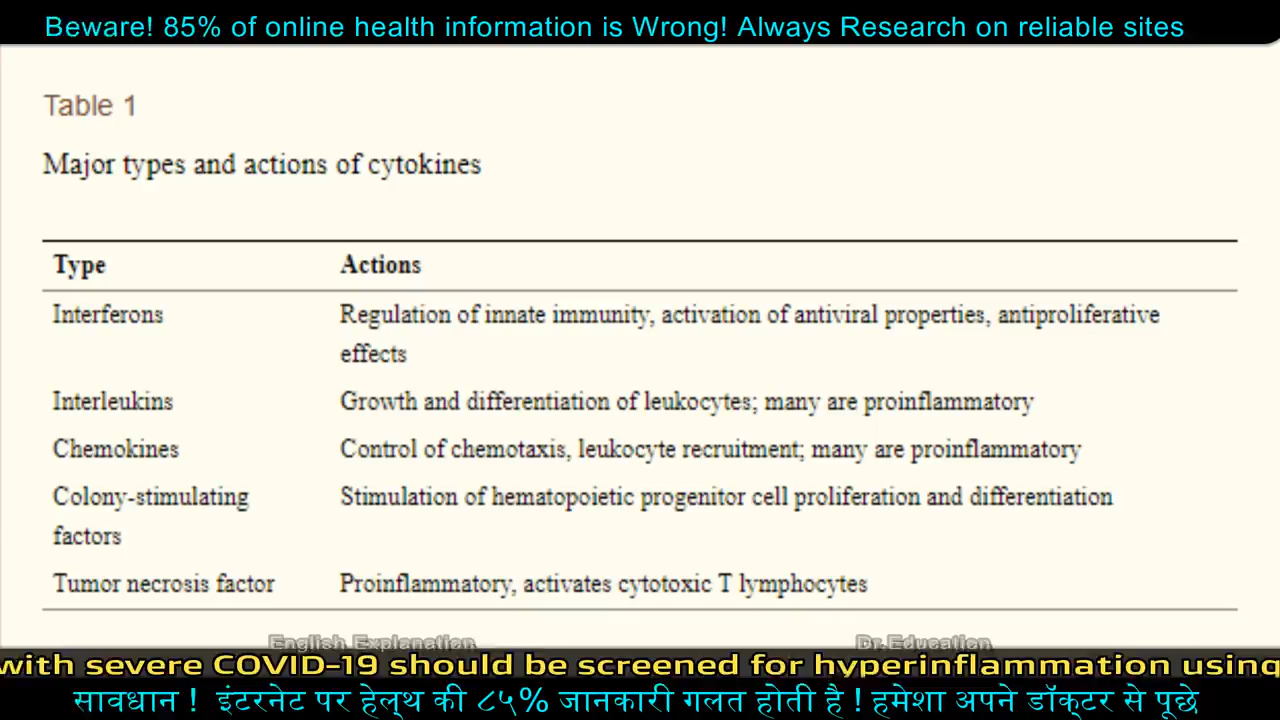 Beware! 85% of online health information is Wrong! Always Research on reliable sites
Table 1
Major types and actions of cytokines
Type Actions
Interferons Regulation of innate immunity, activation of antiviral properties, antiproliferative
effects
Interleukins Growth and differentiation of leukocytes; many are proinflammatory
Chemokines Control of chemotaxis, leukocyte recruitment; many are proinflammatory
Colony-stimulating Stimulation of hematopoietic progenitor cell proliferation and differentiation
factors
Tumor necrosis factor Proinflammatory, activates cytotoxic T lymphocytes
English Explanation Dr.Education
with severe COVID-19 should be screened for hyperinflammation using
सावधान ! इंटरनेट पर हेल्थ की ८५% जानकारी गलत होती है ! हमेशा अपने डॉक्टर से पूछे